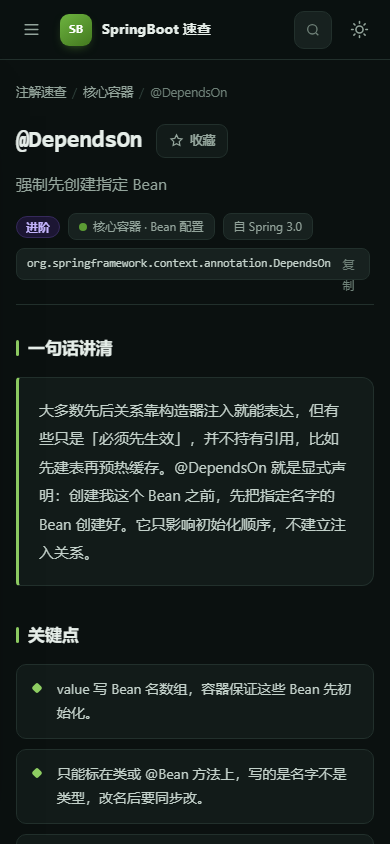 SB SpringBoot 速查
注解速查 / 核心容器 / @DependsOn
@DependsOn 收藏
强制先创建指定 Bean
进阶 核心容器 · Bean 配置 自 Spring 3.0
org.springframework.context.annotation.DependsOn 复制
一句话讲清
大多数先后关系靠构造器注入就能表达，但有
些只是「必须先生效」，并不持有引用，比如
先建表再预热缓存。@DependsOn 就是显式声
明：创建我这个 Bean 之前，先把指定名字的
Bean 创建好。它只影响初始化顺序，不建立注
入关系。
关键点
value 写 Bean 名数组，容器保证这些 Bean 先初
始化。
只能标在类或 @Bean 方法上，写的是名字不是
类型，改名后要同步改。